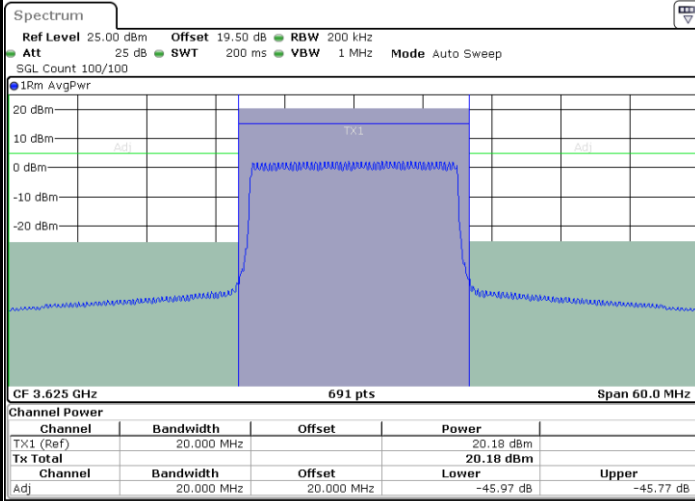 Spectrum
Ref Level 25.00 dBm Offset 19.50 dB RBW 200 kHz
Att 25 dB SWT 200 ms VBW 1 MHz Mode Auto Sweep
SGL Count 100/100
1Rm AvgPwr
20 dBm
TX1
10 dBm
Adj Adj
0 dBm
-10 dBm
-20 dBm
CF 3.625 GHz 691 pts Span 60.0 MHz
Channel Power
Channel Bandwidth Offset Power
TX1 (Ref) 20.000 MHz 20.18 dBm
Tx Total 20.18 dBm
Channel Bandwidth Offset Lower Upper
Adj 20.000 MHz 20.000 MHz -45.97 dB -45.77 dB